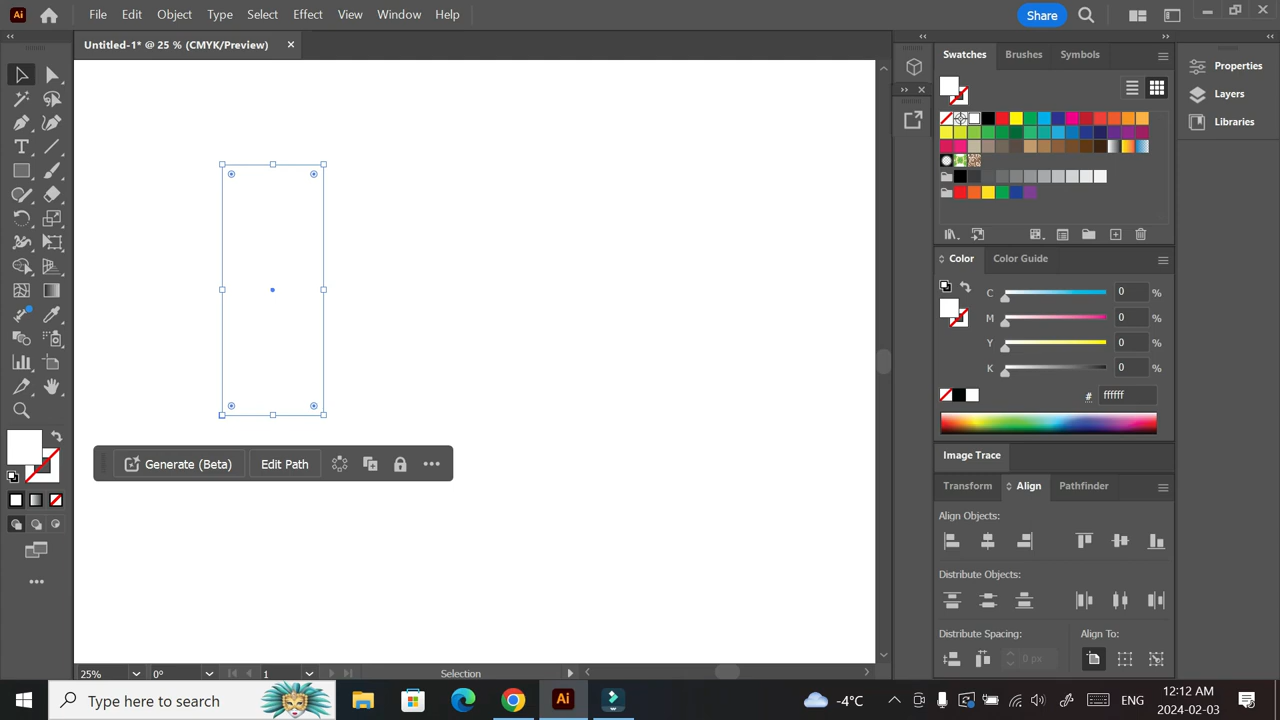 Ai File Edit Object Type Select Effect View Window Help Share
Untitled-1* @ 25 % (CMYK/Preview)
Swatches Brushes Symbols
Properties
Layers
Libraries
Color Color Guide
C 0 %
M 0 %
Y 0 %
K 0 %
# ffffff
Generate (Beta) Edit Path
Image Trace
Transform Align Pathfinder
Align Objects:
Distribute Objects:
Distribute Spacing: Align To:
0 px
25% 0° 1 Selection
Type here to search
Ai
-4°C
ENG
12:12 AM
2024-02-03